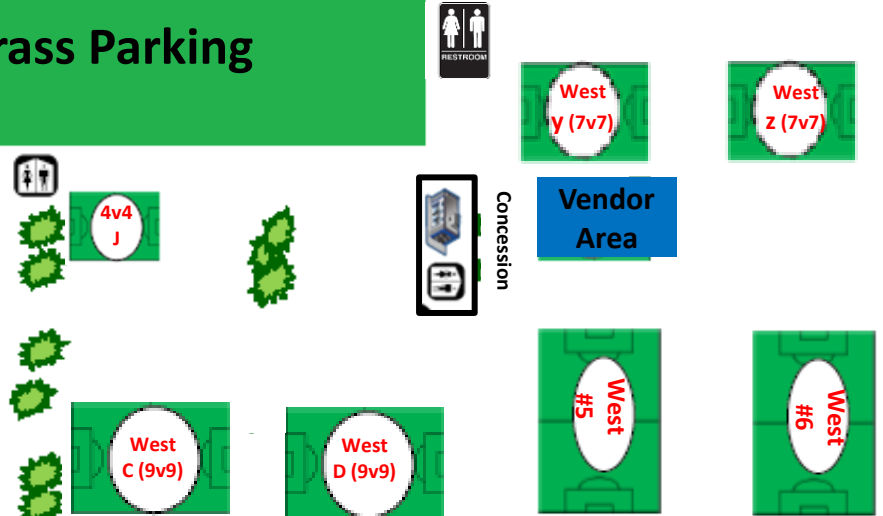 rass Parking
RESTROOM
West
y (7v7)
West
z (7v7)
4v4
J
Concession
Vendor
Area
West
#5
West
#6
West
C (9v9)
West
D (9v9)